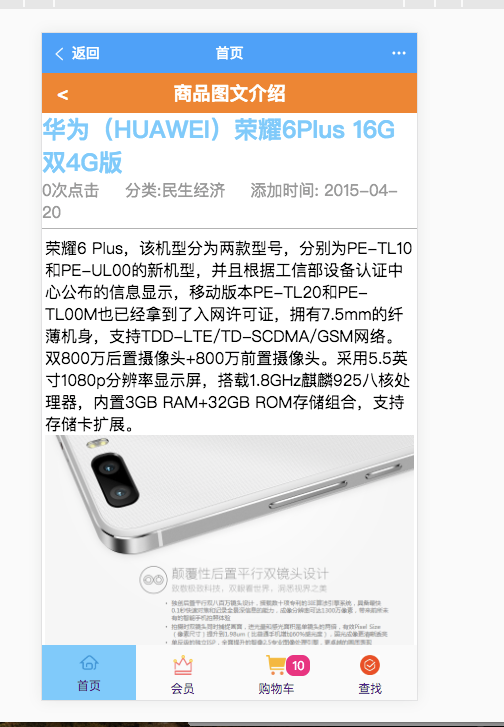 返回
首页
商品图文介绍
华为（HUAWEI）荣耀6Plus 16G
双4G版
0次点击 分类:民生经济 添加时间: 2015-04-
20
荣耀6 Plus，该机型分为两款型号，分别为PE-TL10
和PE-UL00的新机型，并且根据工信部设备认证中
心公布的信息显示，移动版本PE-TL20和PE-
TL00M也已经拿到了入网许可证，拥有7.5mm的纤
薄机身，支持TDD-LTE/TD-SCDMA/GSM网络。
双800万后置摄像头+800万前置摄像头。采用5.5英
寸1080p分辨率显示屏，搭载1.8GHz麒麟925八核处
理器，内置3GB RAM+32GB ROM存储组合，支持
存储卡扩展。
颠覆性后置平行双镜头设计
首页
会员
购物车
20
查找